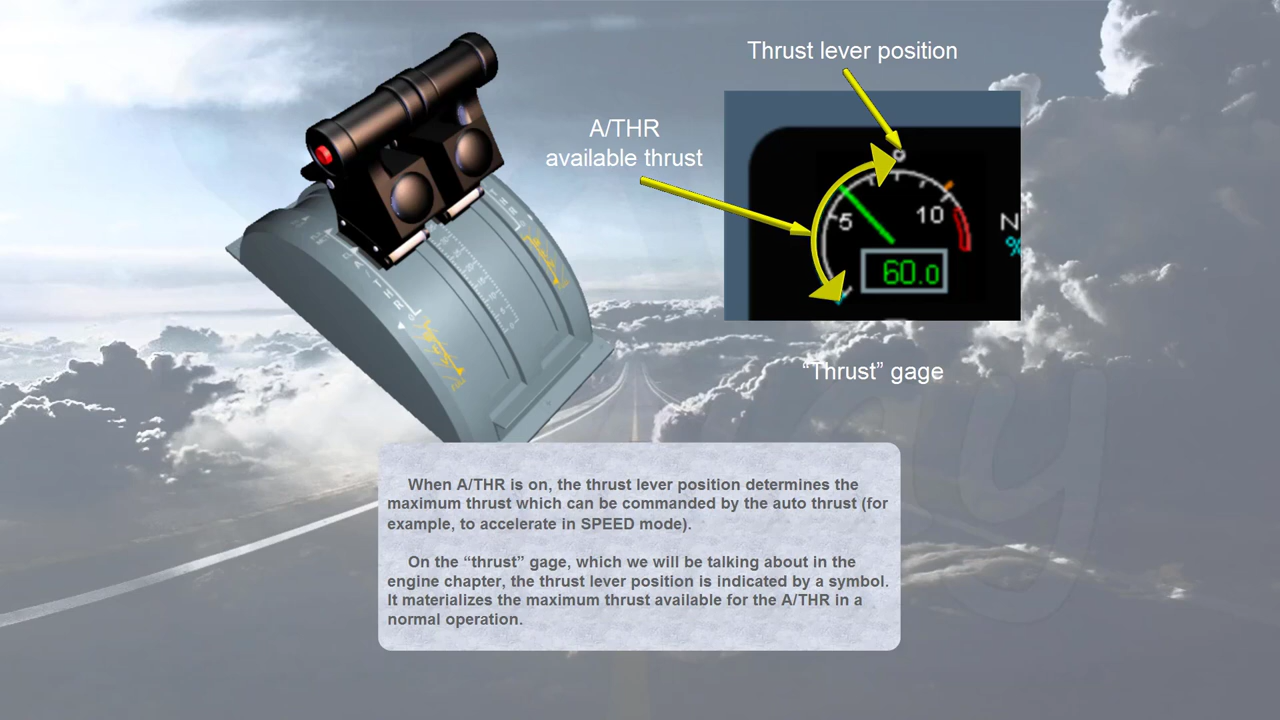 Thrust lever position
A/THR
available thrust
5
10
N
%
60.0
A/THR
“Thrust” gage
When A/THR is on, the thrust lever position determines the
maximum thrust which can be commanded by the auto thrust (for
example, to accelerate in SPEED mode).
On the “thrust” gage, which we will be talking about in the
engine chapter, the thrust lever position is indicated by a symbol.
It materializes the maximum thrust available for the A/THR in a
normal operation.